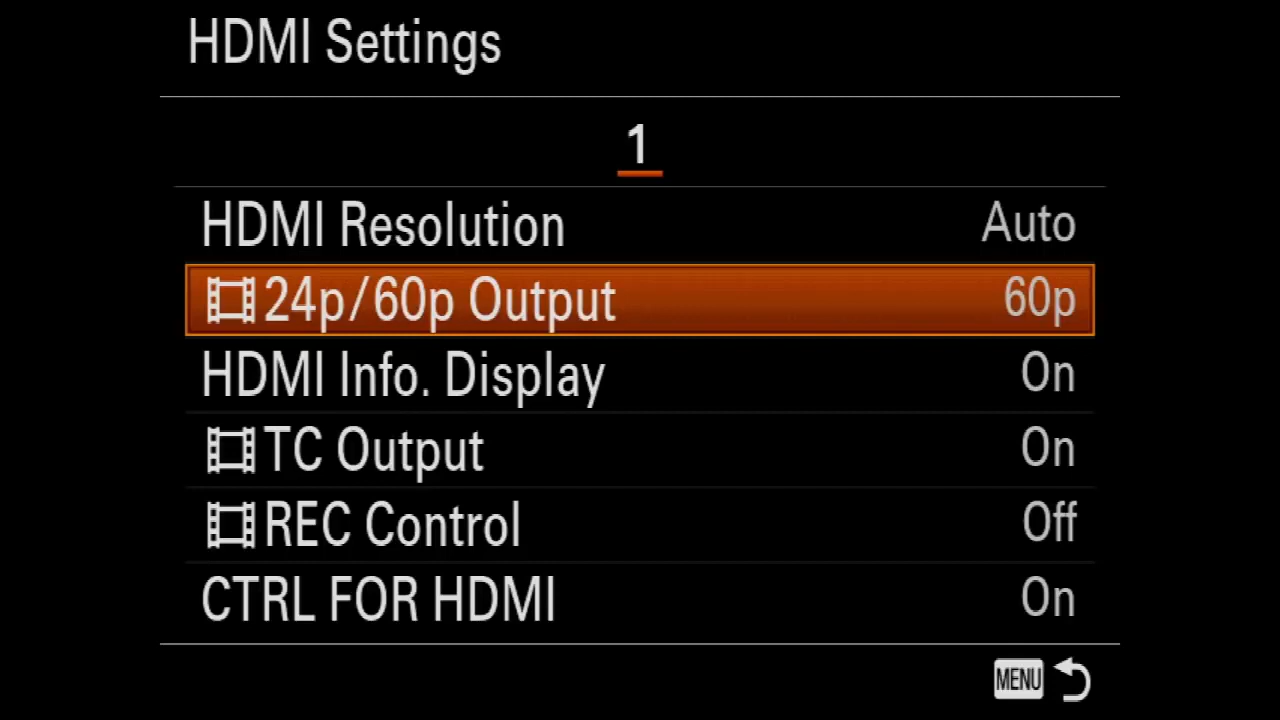 HDMI Settings
1
HDMI Resolution Auto
24p/60p Output 60p
HDMI Info. Display On
TC Output On
REC Control Off
CTRL FOR HDMI On
MENU